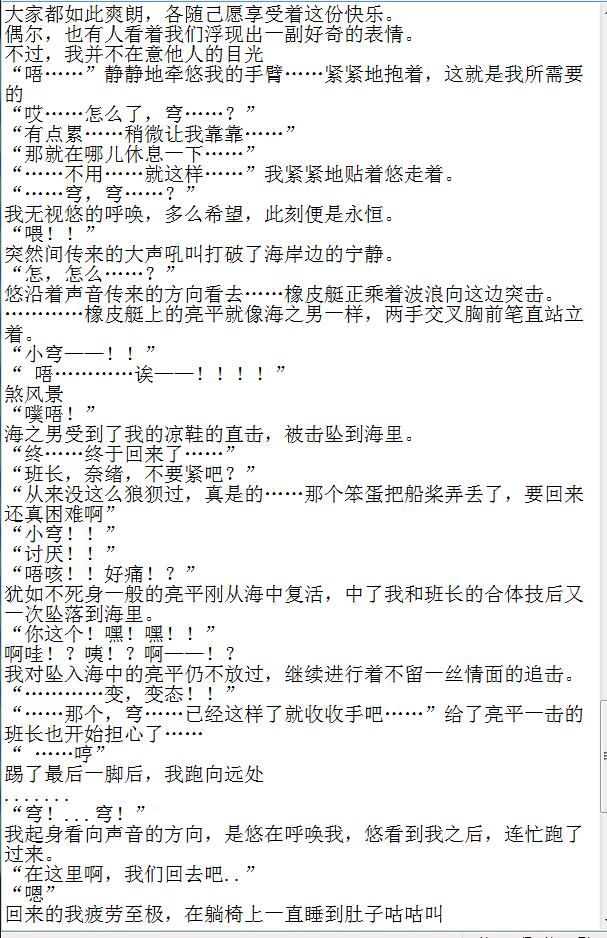 大家都如此爽朗，各随己愿享受着这份快乐。
偶尔，也有人看着我们浮现出一副好奇的表情。
不过，我并不在意他人的目光
“唔……”静静地牵悠我的手臂……紧紧地抱着，这就是我所需要
的
“哎……怎么了，穹……？”
“有点累……稍微让我靠靠……”
“那就在哪儿休息一下……”
“……不用……就这样……”我紧紧地贴着悠走着。
“……穹，穹……？”
我无视悠的呼唤，多么希望，此刻便是永恒。
“喂！！”
突然间传来的大声吼叫打破了海岸边的宁静。
“怎，怎么……？”
悠沿着声音传来的方向看去……橡皮艇正乘着波浪向这边突击。
…………橡皮艇上的亮平就像海之男一样，两手交叉胸前笔直站立
着。
“小穹——！！”
“ 唔…………诶——！！！！”
煞风景
“噗唔！”
海之男受到了我的凉鞋的直击，被击坠到海里。
“终……终于回来了……”
“班长，奈绪，不要紧吧？”
“从来没这么狼狈过，真是的……那个笨蛋把船桨弄丢了，要回来
还真困难啊”
“小穹！！”
“讨厌！！”
“唔咳！！好痛！？”
犹如不死身一般的亮平刚从海中复活，中了我和班长的合体技后又
一次坠落到海里。
“你这个！嘿！嘿！！”
啊哇！？咦！？啊——！？
我对坠入海中的亮平仍不放过，继续进行着不留一丝情面的追击。
“…………变，变态！！”
“……那个，穹……已经这样了就收收手吧……”给了亮平一击的
班长也开始担心了……
“ ……哼”
踢了最后一脚后，我跑向远处
.......
“穹！...穹！”
我起身看向声音的方向，是悠在呼唤我，悠看到我之后，连忙跑了
过来。
“在这里啊，我们回去吧..”
“嗯”
回来的我疲劳至极，在躺椅上一直睡到肚子咕咕叫